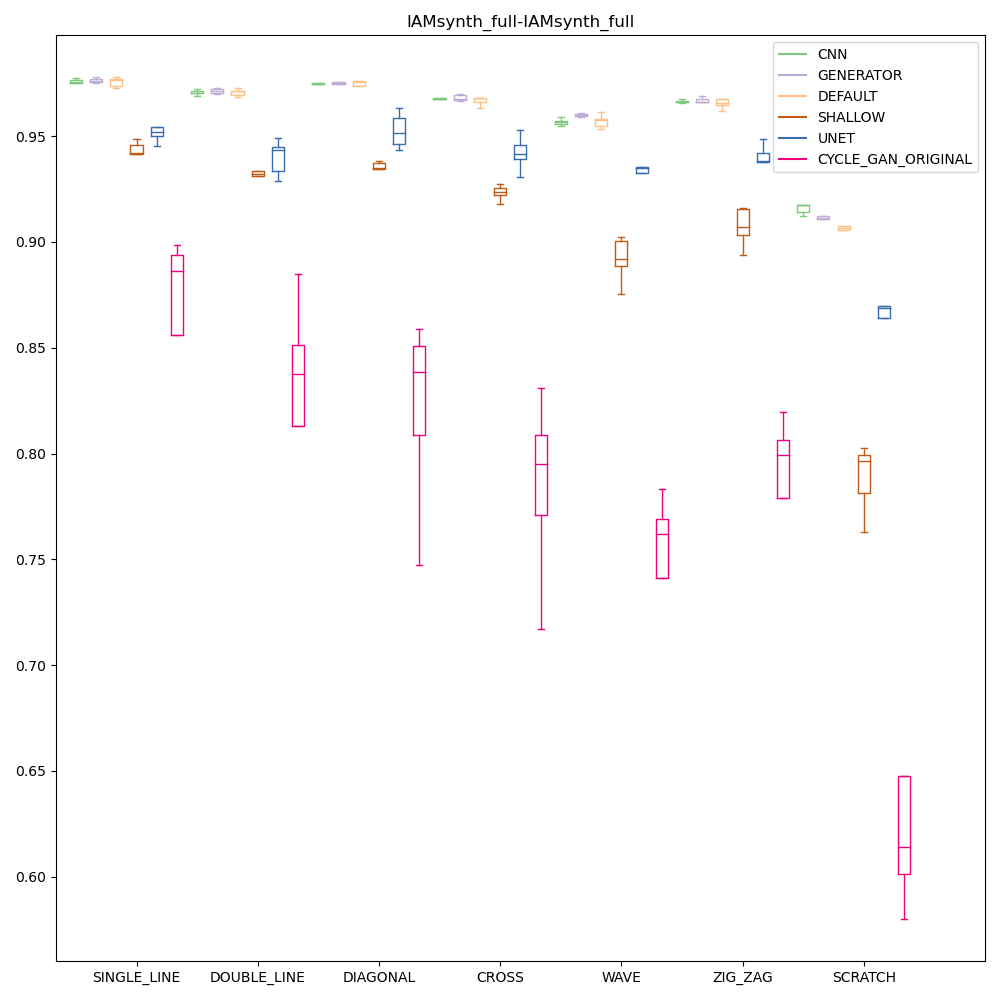 IAMsynth_full-IAMsynth_full
CNN
GENERATOR
DEFAULT
SHALLOW
UNET
CYCLE_GAN_ORIGINAL
0.95
0.90
0.85
0.80
0.75
0.70
0.65
0.60
SINGLE_LINE DOUBLE_LINE DIAGONAL CROSS WAVE ZIG_ZAG SCRATCH